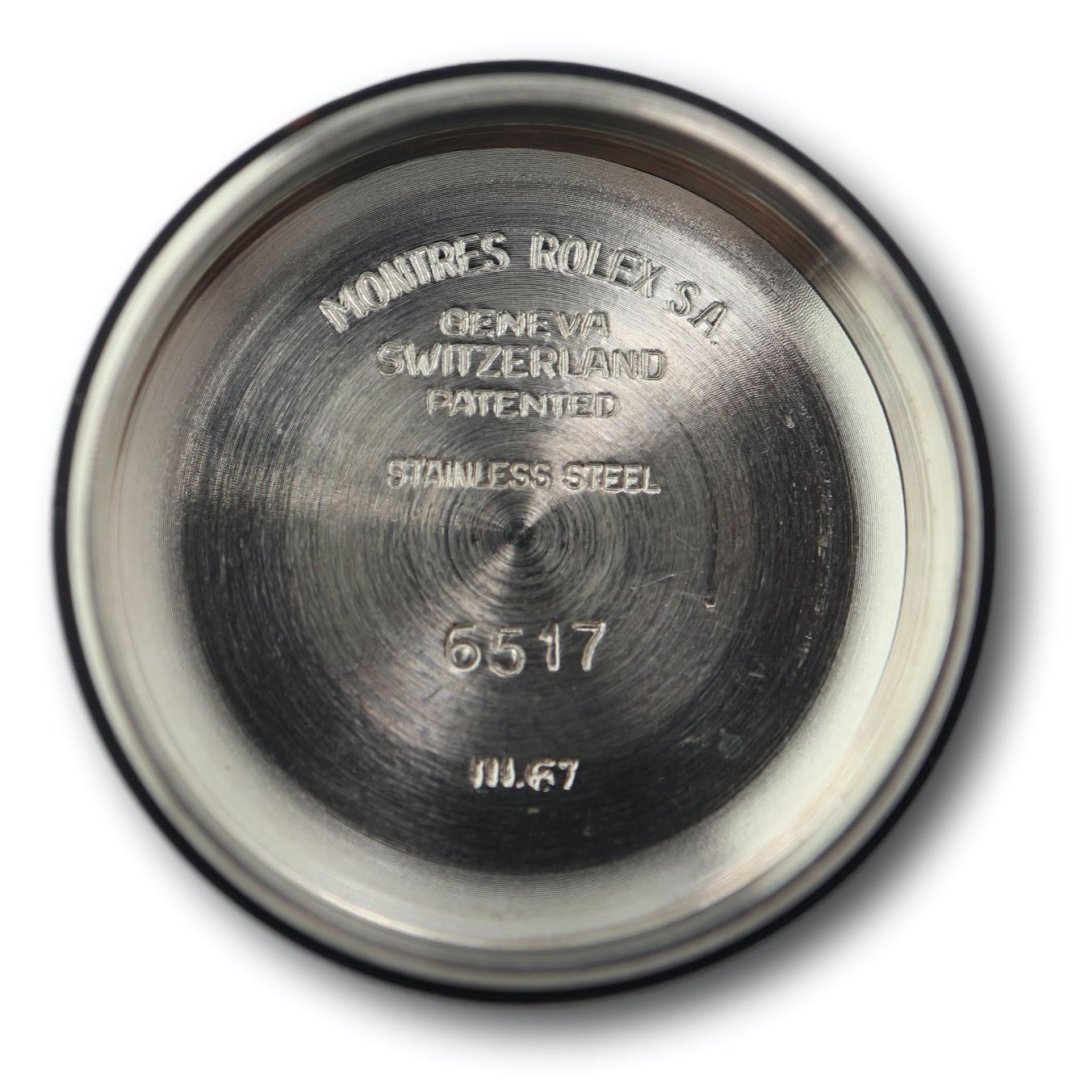 MONTRES ROLEX S.A.
GENEVA
SWITZERLAND
PATENTED
STAINLESS STEEL
6517
III.67